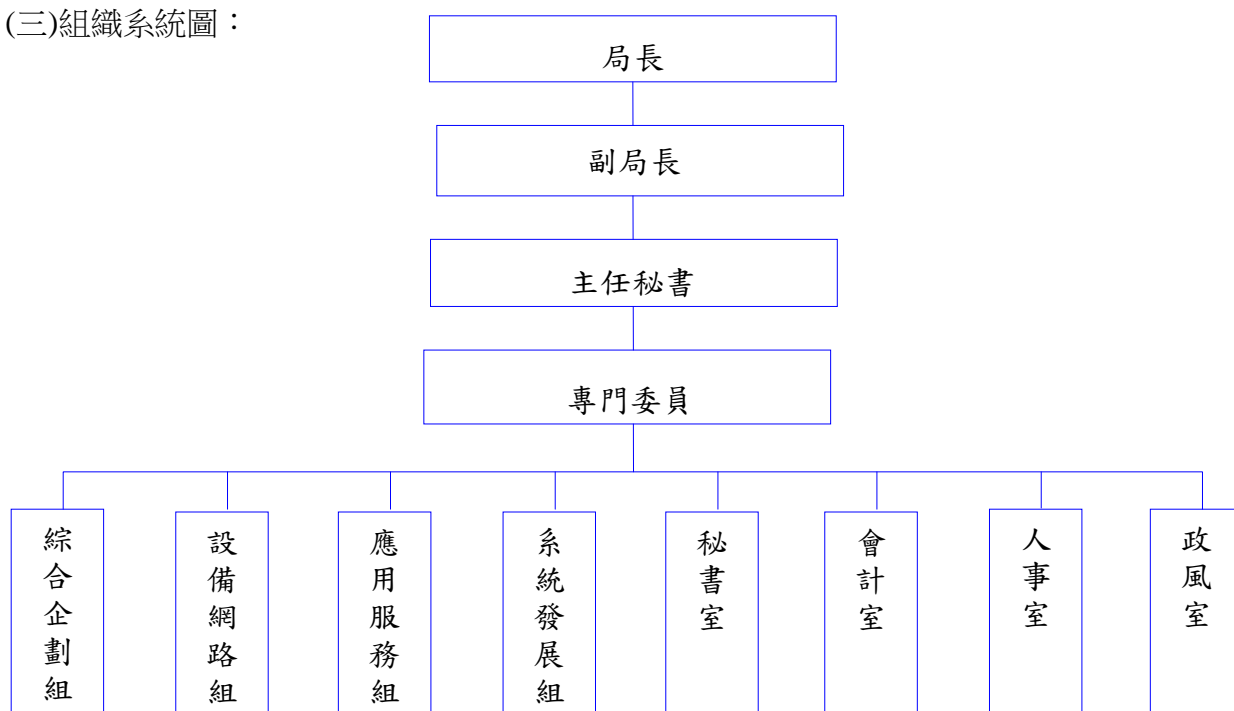 (三)組織系統圖：
局長
副局長
主任秘書
專門委員
綜合企劃組
設備網路組
應用服務組
系統發展組
秘書室
會計室
人事室
政風室